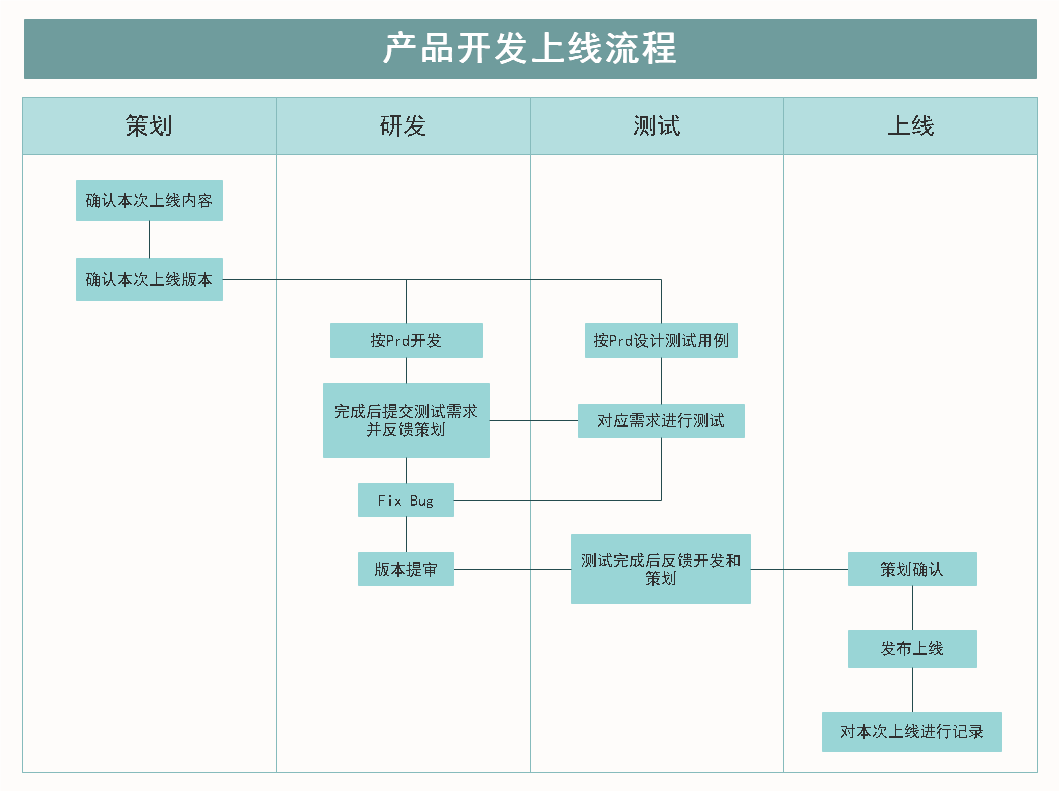 产品开发上线流程
策划
研发
测试
上线
确认本次上线内容
确认本次上线版本
按Prd开发
按Prd设计测试用例
完成后提交测试需求
并反馈策划
对应需求进行测试
Fix Bug
版本提审
测试完成后反馈开发和
策划
策划确认
发布上线
对本次上线进行记录